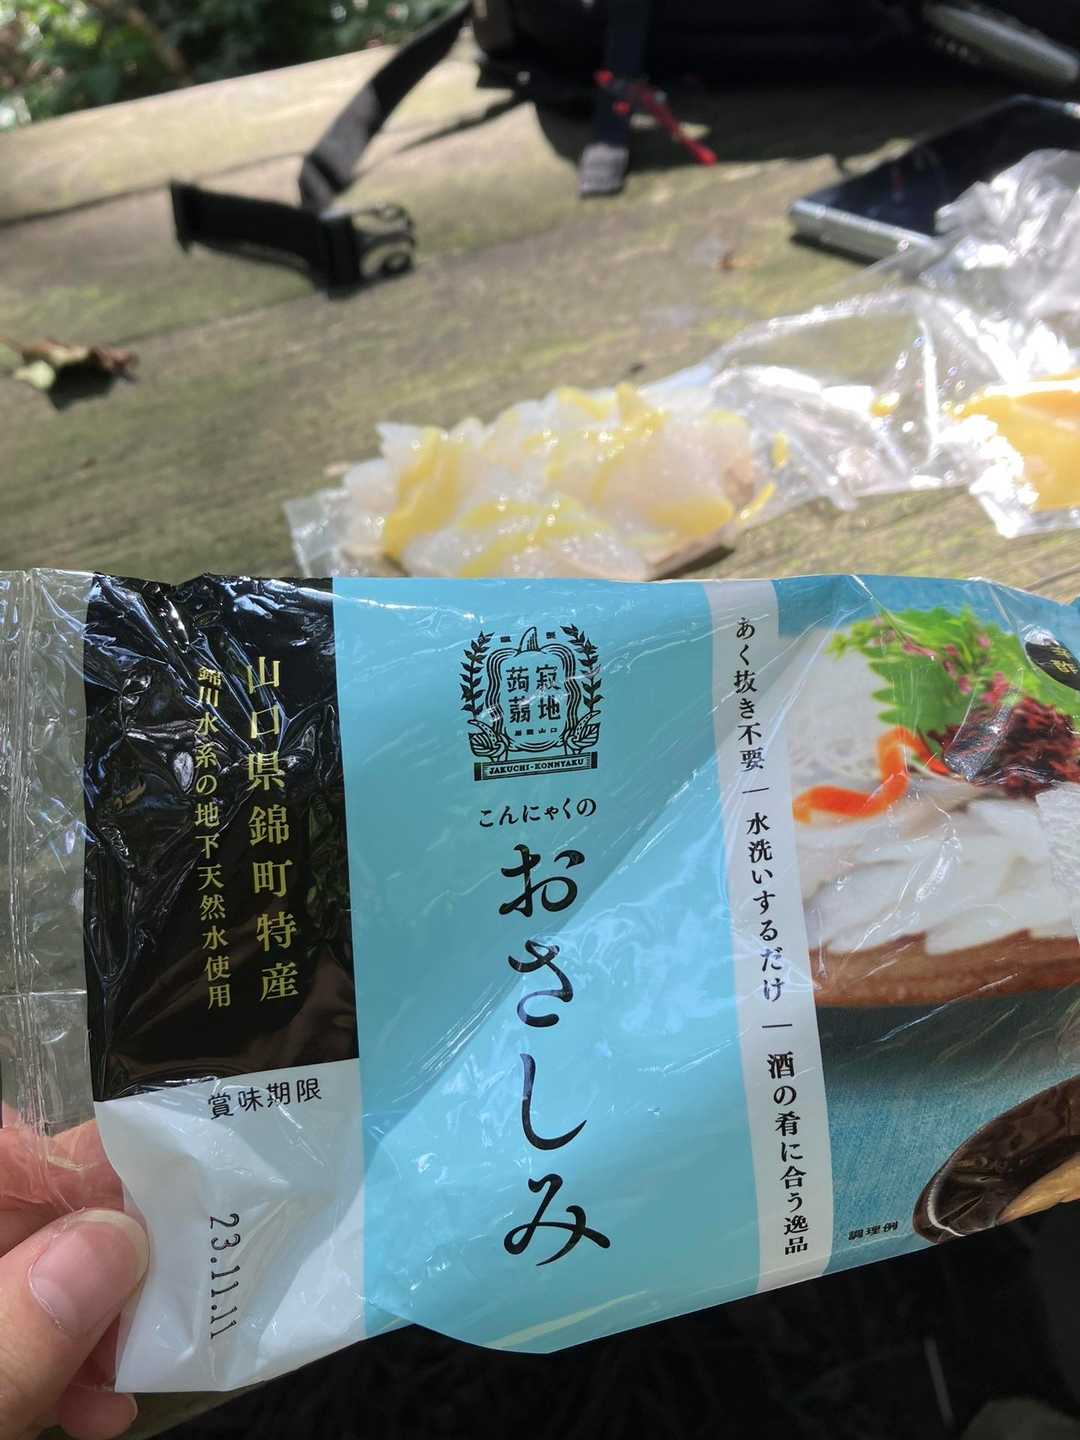 山口県錦町特産
錦川水系の地下天然水使用
賞味期限
23.11.11
寂地
蒟蒻
JAKUCHI-KONNYAKU
こんにゃくの
おさしみ
あく抜き不要 | 水洗いするだけ | 酒の肴に合う逸品
調理例